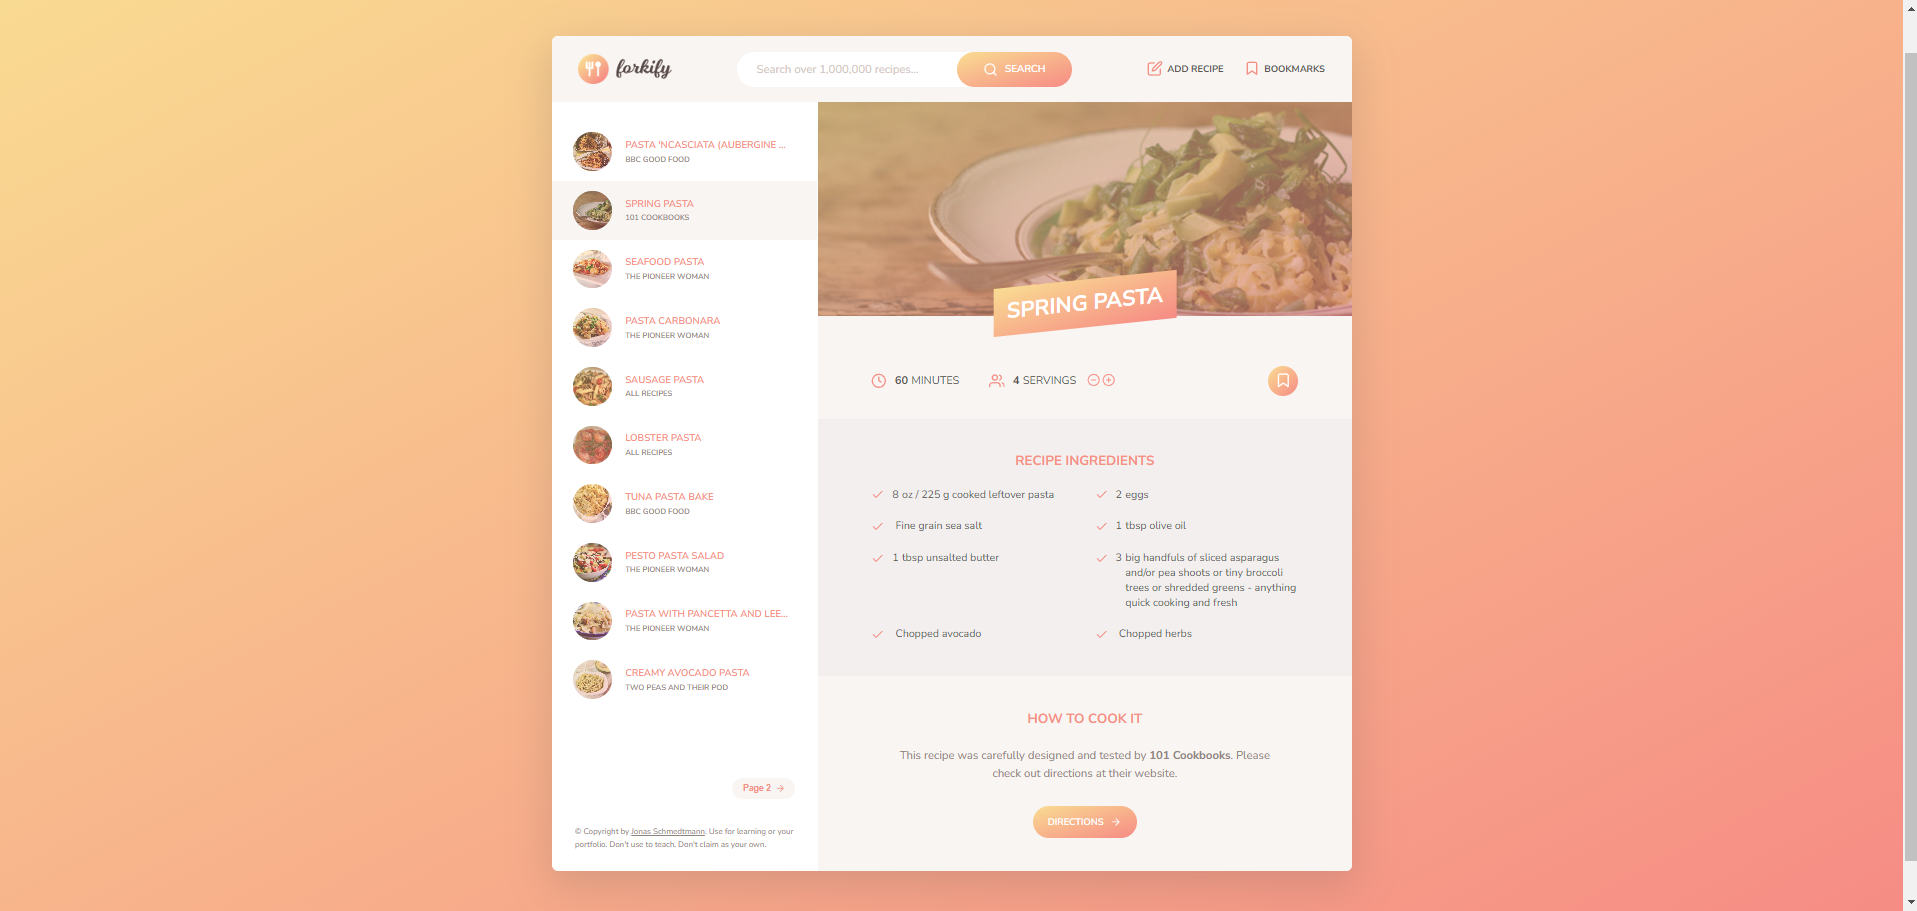 forkify
Search over 1,000,000 recipes...
SEARCH
ADD RECIPE
BOOKMARKS
PASTA 'NCASCIATA (AUBERGINE ...
BBC GOOD FOOD
SPRING PASTA
101 COOKBOOKS
SEAFOOD PASTA
THE PIONEER WOMAN
PASTA CARBONARA
THE PIONEER WOMAN
SAUSAGE PASTA
ALL RECIPES
LOBSTER PASTA
ALL RECIPES
TUNA PASTA BAKE
BBC GOOD FOOD
PESTO PASTA SALAD
THE PIONEER WOMAN
PASTA WITH PANCETTA AND LEE...
THE PIONEER WOMAN
CREAMY AVOCADO PASTA
TWO PEAS AND THEIR POD
Page 2
© Copyright by Jonas Schmedtmann. Use for learning or your
portfolio. Don't use to teach. Don't claim as your own.
SPRING PASTA
60 MINUTES
4 SERVINGS
RECIPE INGREDIENTS
8 oz / 225 g cooked leftover pasta
2 eggs
Fine grain sea salt
1 tbsp olive oil
1 tbsp unsalted butter
3 big handfuls of sliced asparagus
and/or pea shoots or tiny broccoli
trees or shredded greens - anything
quick cooking and fresh
Chopped avocado
Chopped herbs
HOW TO COOK IT
This recipe was carefully designed and tested by 101 Cookbooks. Please
check out directions at their website.
DIRECTIONS